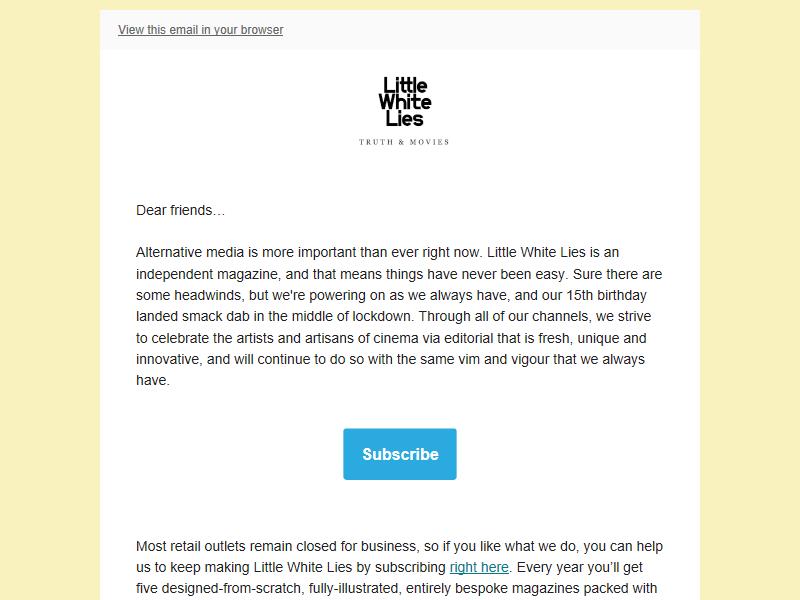 View this email in your browser
Little
White
Lies
TRUTH & MOVIES
Dear friends…
Alternative media is more important than ever right now. Little White Lies is an
independent magazine, and that means things have never been easy. Sure there are
some headwinds, but we're powering on as we always have, and our 15th birthday
landed smack dab in the middle of lockdown. Through all of our channels, we strive
to celebrate the artists and artisans of cinema via editorial that is fresh, unique and
innovative, and will continue to do so with the same vim and vigour that we always
have.
Subscribe
Most retail outlets remain closed for business, so if you like what we do, you can help
us to keep making Little White Lies by subscribing right here. Every year you’ll get
five designed-from-scratch, fully-illustrated, entirely bespoke magazines packed with